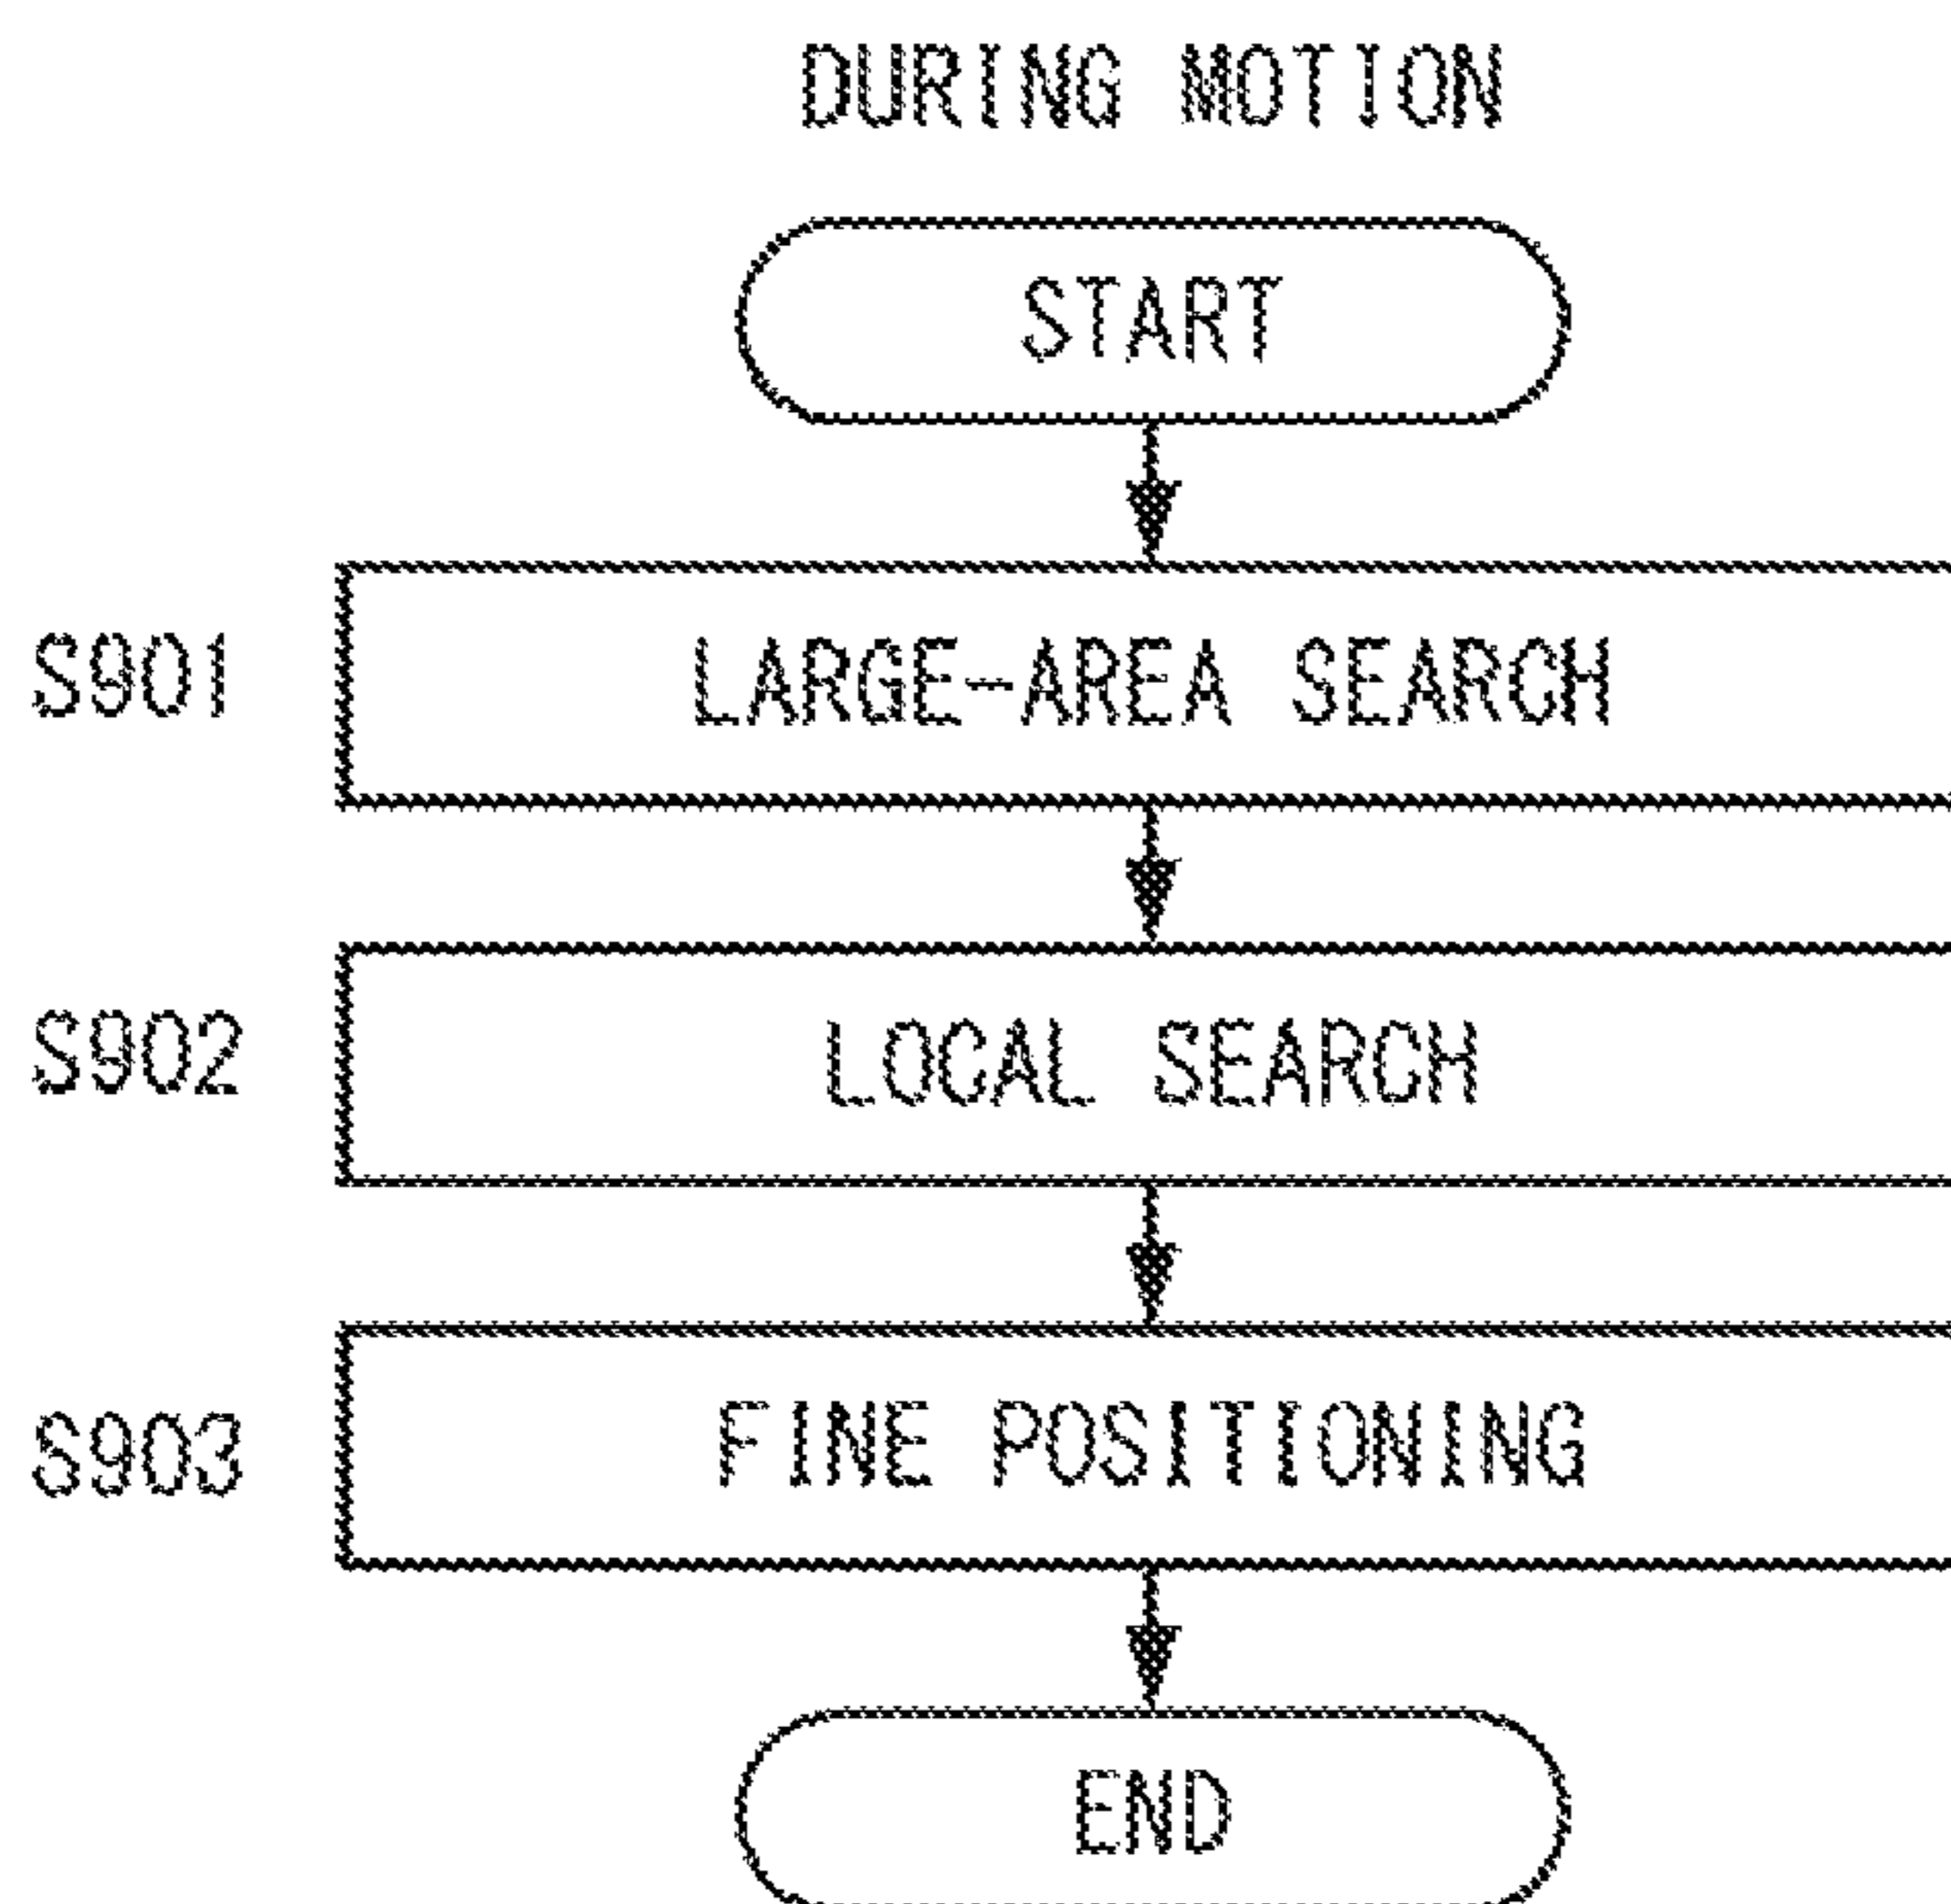 DURING MOTION
START
S901 LARGE-AREA SEARCH
S902 LOCAL SEARCH
S903 FINE POSITIONING
END